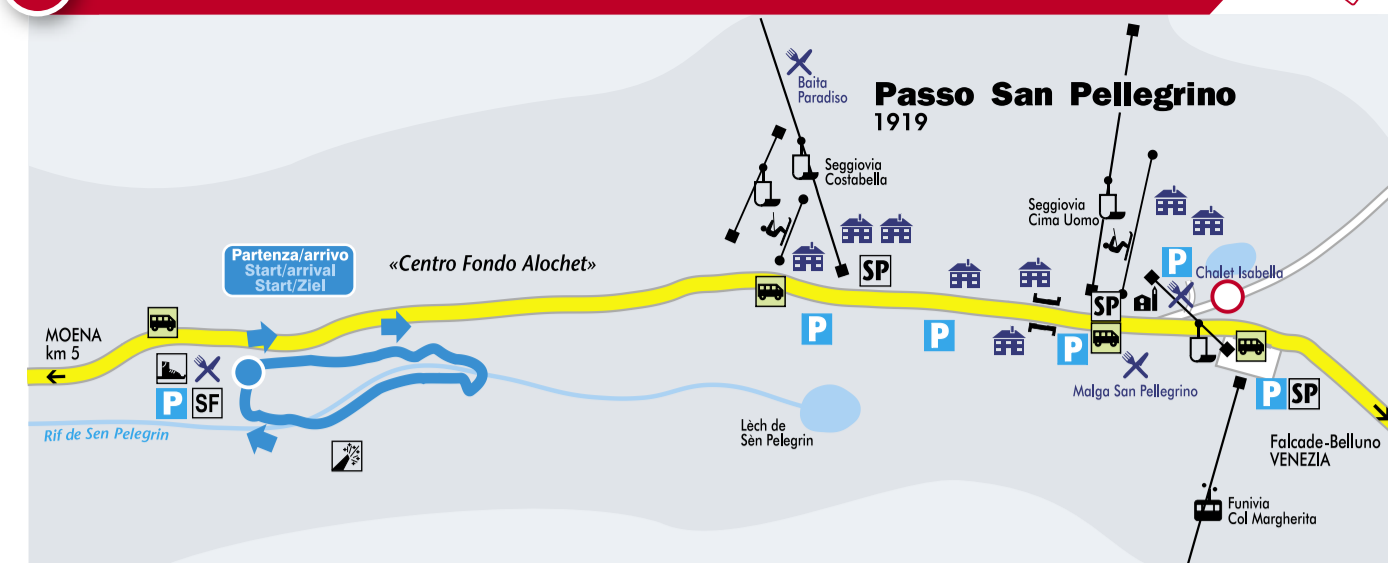 Baita
Paradiso
Passo San Pellegrino
1919
Seggiovia
Costabella
Seggiovia
Cima Uomo
Partenza/arrivo
Start/arrival
Start/Ziel
«Centro Fondo Alochet»
SP
P
Chalet Isabella
MOENA
km 5
SP
P
P
P
P
SF
Malga San Pellegrino
P
SP
Rif de Sen Pelegrin
Lèch de
Sèn Pelegrin
Falcade-Belluno
VENEZIA
Funivia
Col Margherita